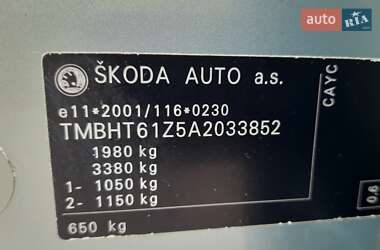 auto RIA.com
ŠKODA AUTO a.s.
e11*2001/116*0230
TMBHT61Z5A2033852
1980 kg
3380 kg
1- 1050 kg
2- 1150 kg
650 kg
CAYC
0.6